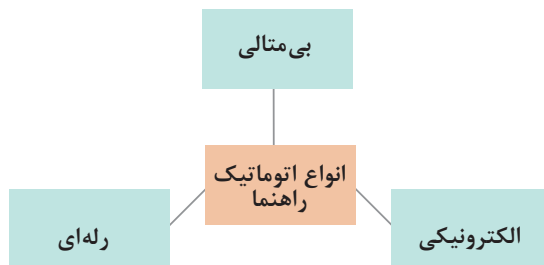 بی‌متالی
انواع اتوماتیک
راهنما
الکترونیکی
رله‌ای